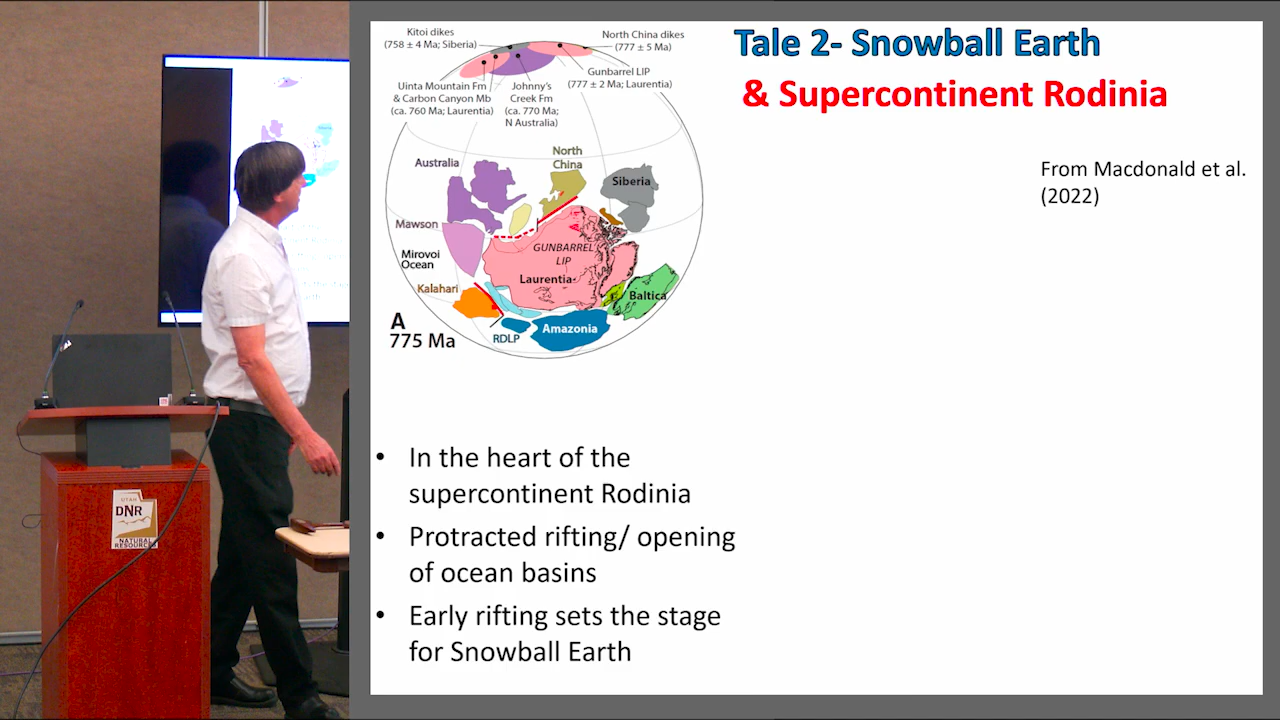 Tale 2- Snowball Earth
& Supercontinent Rodinia
From Macdonald et al.
(2022)
Kitoi dikes
(758 ± 4 Ma; Siberia)
North China dikes
(777 ± 5 Ma)
Uinta Mountain Fm
& Carbon Canyon Mb
(ca. 760 Ma; Laurentia)
Johnny's
Creek Fm
(ca. 770 Ma;
N Australia)
Gunbarrel LIP
(777 ± 2 Ma; Laurentia)
Australia
North
China
Siberia
Mawson
Mirovoi
Ocean
GUNBARREL
LIP
Laurentia
Kalahari
Baltica
RDLP
Amazonia
A
775 Ma
• In the heart of the
supercontinent Rodinia
• Protracted rifting/ opening
of ocean basins
• Early rifting sets the stage
for Snowball Earth
UTAH
DNR
NATURAL
RESOURCES